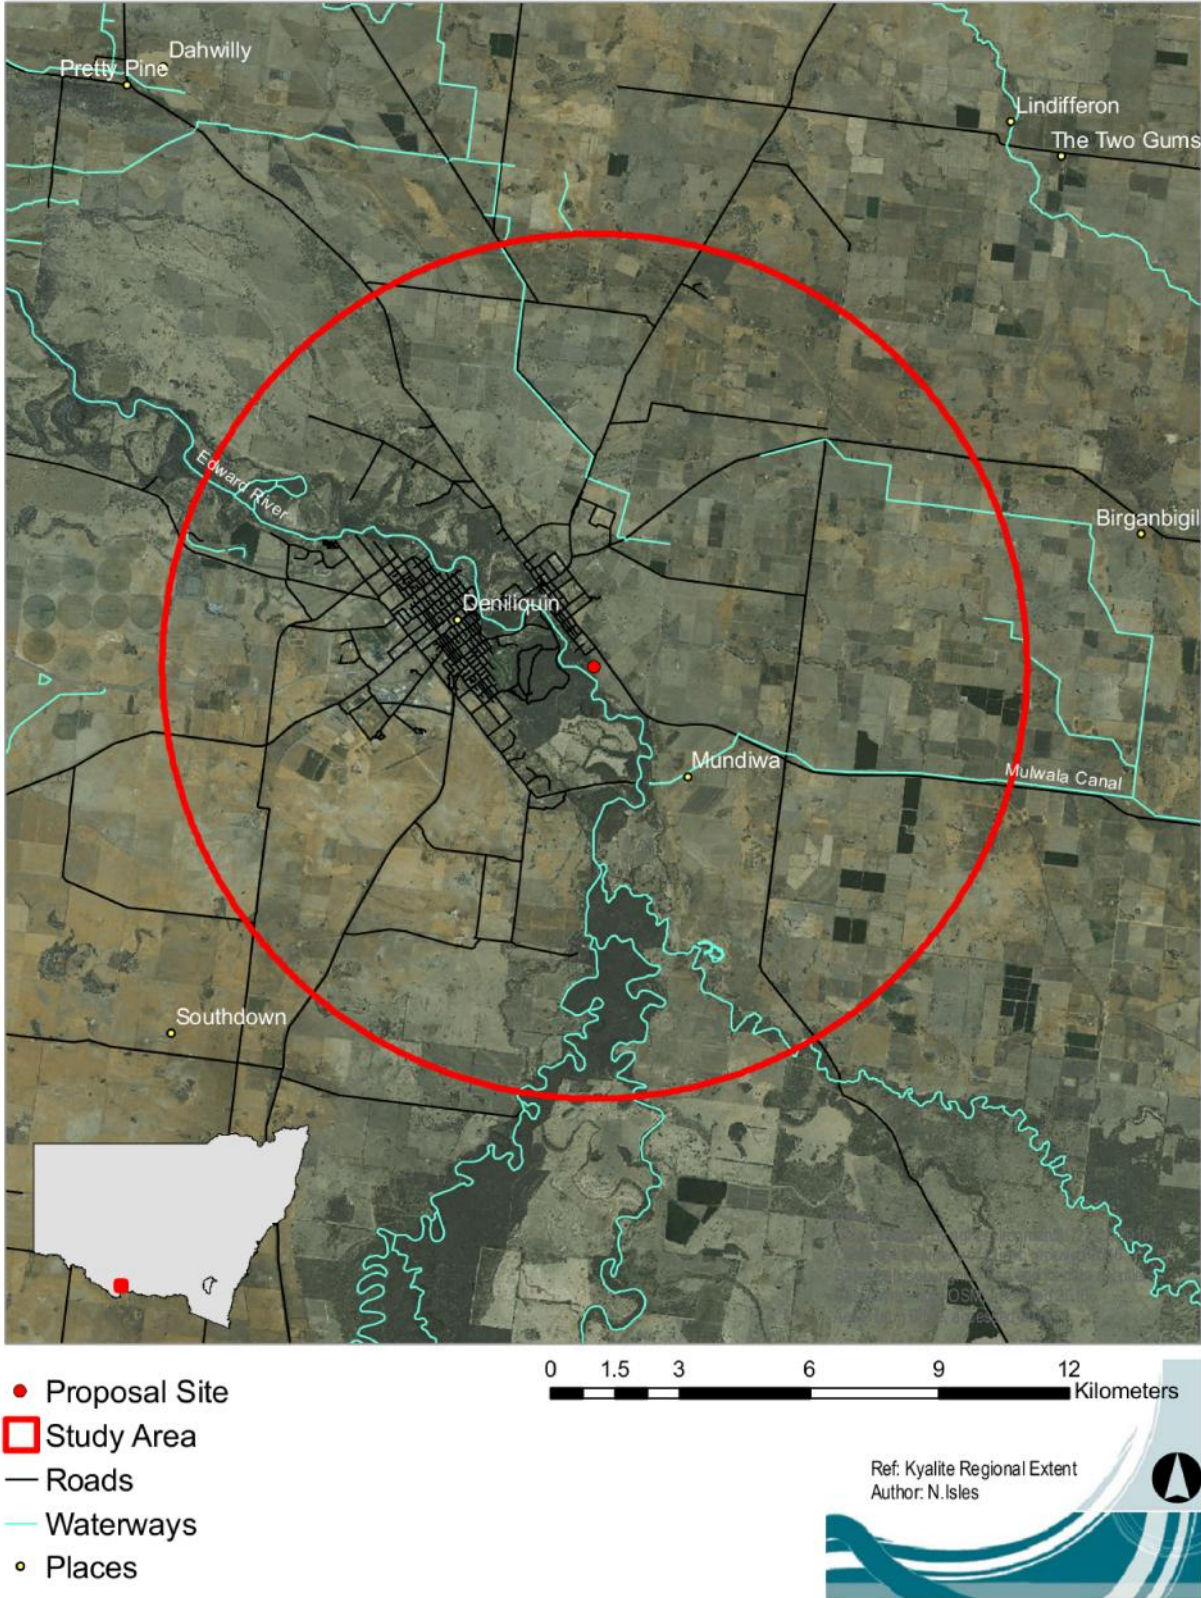 Dahwilly
Pretty Pine
Lindifferon
The Two Gums
Edward River
Birganbigil
Deniliquin
Mundiwa
Mulwala Canal
Southdown
Proposal Site
Study Area
Roads
Waterways
Places
0 1.5 3 6 9 12
Kilometers
Ref: Kyalite Regional Extent
Author: N.Isles